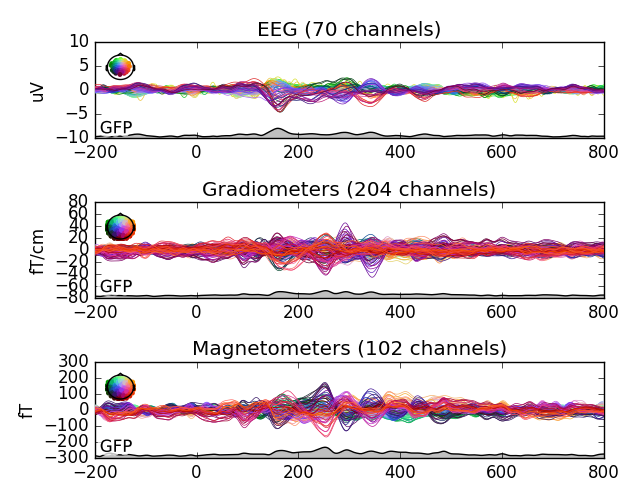 EEG (70 channels)
10
5
0
−5
−10
uV
GFP
−200 0 200 400 600 800
Gradiometers (204 channels)
80
60
40
20
0
−20
−40
−60
−80
fT/cm
GFP
−200 0 200 400 600 800
Magnetometers (102 channels)
300
200
100
0
−100
−200
−300
fT
GFP
−200 0 200 400 600 800